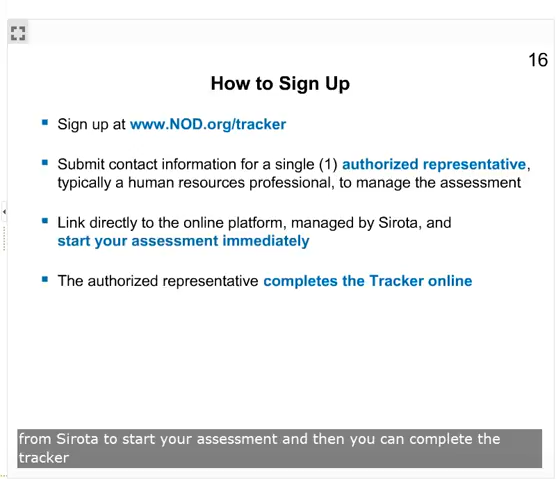 16
How to Sign Up
Sign up at www.NOD.org/tracker
Submit contact information for a single (1) authorized representative,
typically a human resources professional, to manage the assessment
Link directly to the online platform, managed by Sirota, and
start your assessment immediately
The authorized representative completes the Tracker online
from Sirota to start your assessment and then you can complete the
tracker